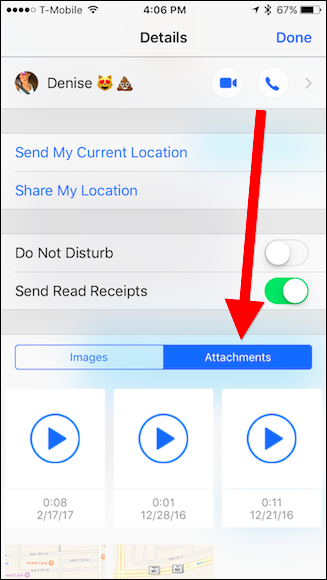 T-Mobile 6:06 PM 67%
Details Done
Denise 😻💩
Send My Current Location
Share My Location
Do Not Disturb
Send Read Receipts
Images Attachments
0:08 0:01 0:11
2/17/17 12/28/16 12/21/16